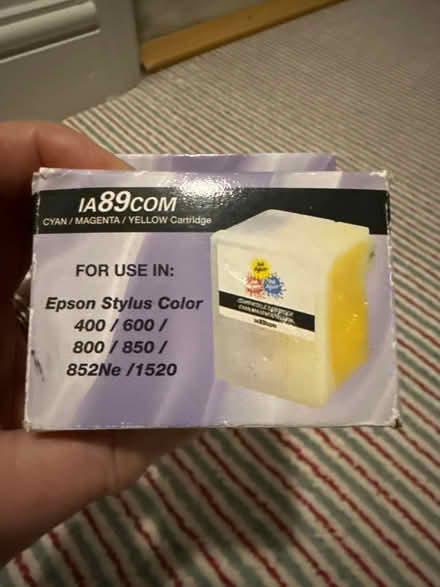 IA89COM
CYAN / MAGENTA / YELLOW Cartridge
FOR USE IN:
Epson Stylus Color
400 / 600 /
800 / 850 /
852Ne /1520